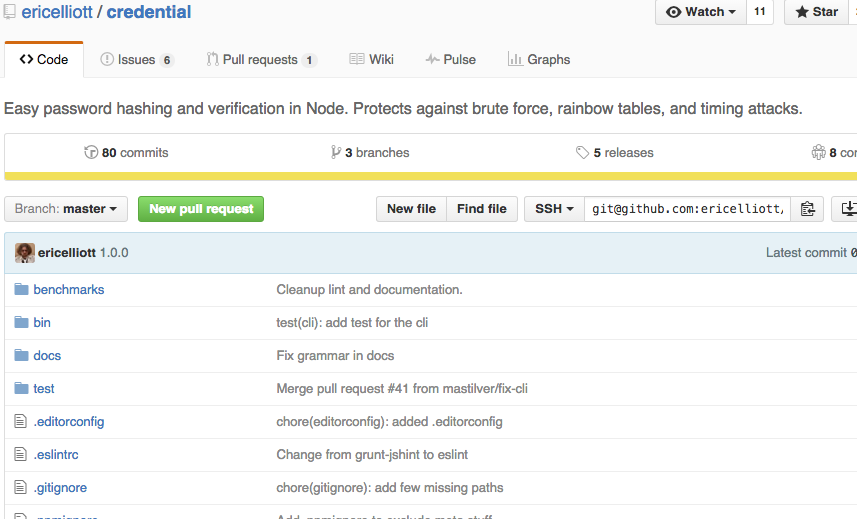 ericelliott / credential
Watch 11 Star
Code Issues 6 Pull requests 1 Wiki Pulse Graphs
Easy password hashing and verification in Node. Protects against brute force, rainbow tables, and timing attacks.
80 commits 3 branches 5 releases 8
Branch: master New pull request New file Find file SSH git@github.com:ericelliott/
ericelliott 1.0.0 Latest commit
benchmarks Cleanup lint and documentation.
bin test(cli): add test for the cli
docs Fix grammar in docs
test Merge pull request #41 from mastilver/fix-cli
.editorconfig chore(editorconfig): added .editorconfig
.eslintrc Change from grunt-jshint to eslint
.gitignore chore(gitignore): add few missing paths